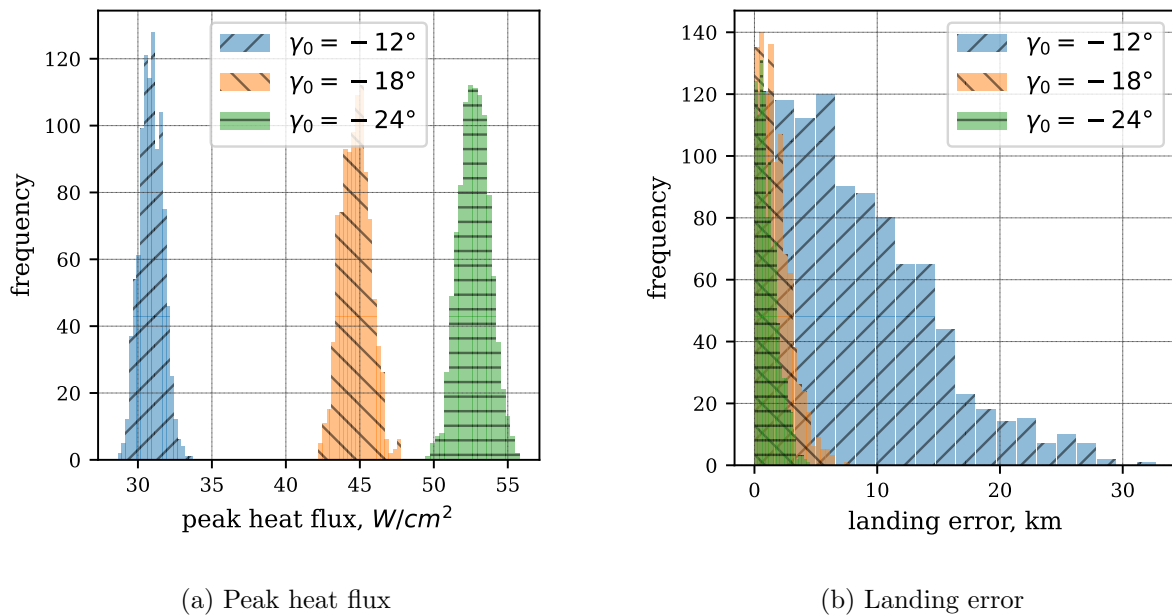 120
100
80
60
40
20
0
frequency
30
35
40
45
50
55
peak heat flux, W/cm²
γ₀ = − 12°
γ₀ = − 18°
γ₀ = − 24°
(a) Peak heat flux
140
120
100
80
60
40
20
0
frequency
0
10
20
30
landing error, km
γ₀ = − 12°
γ₀ = − 18°
γ₀ = − 24°
(b) Landing error